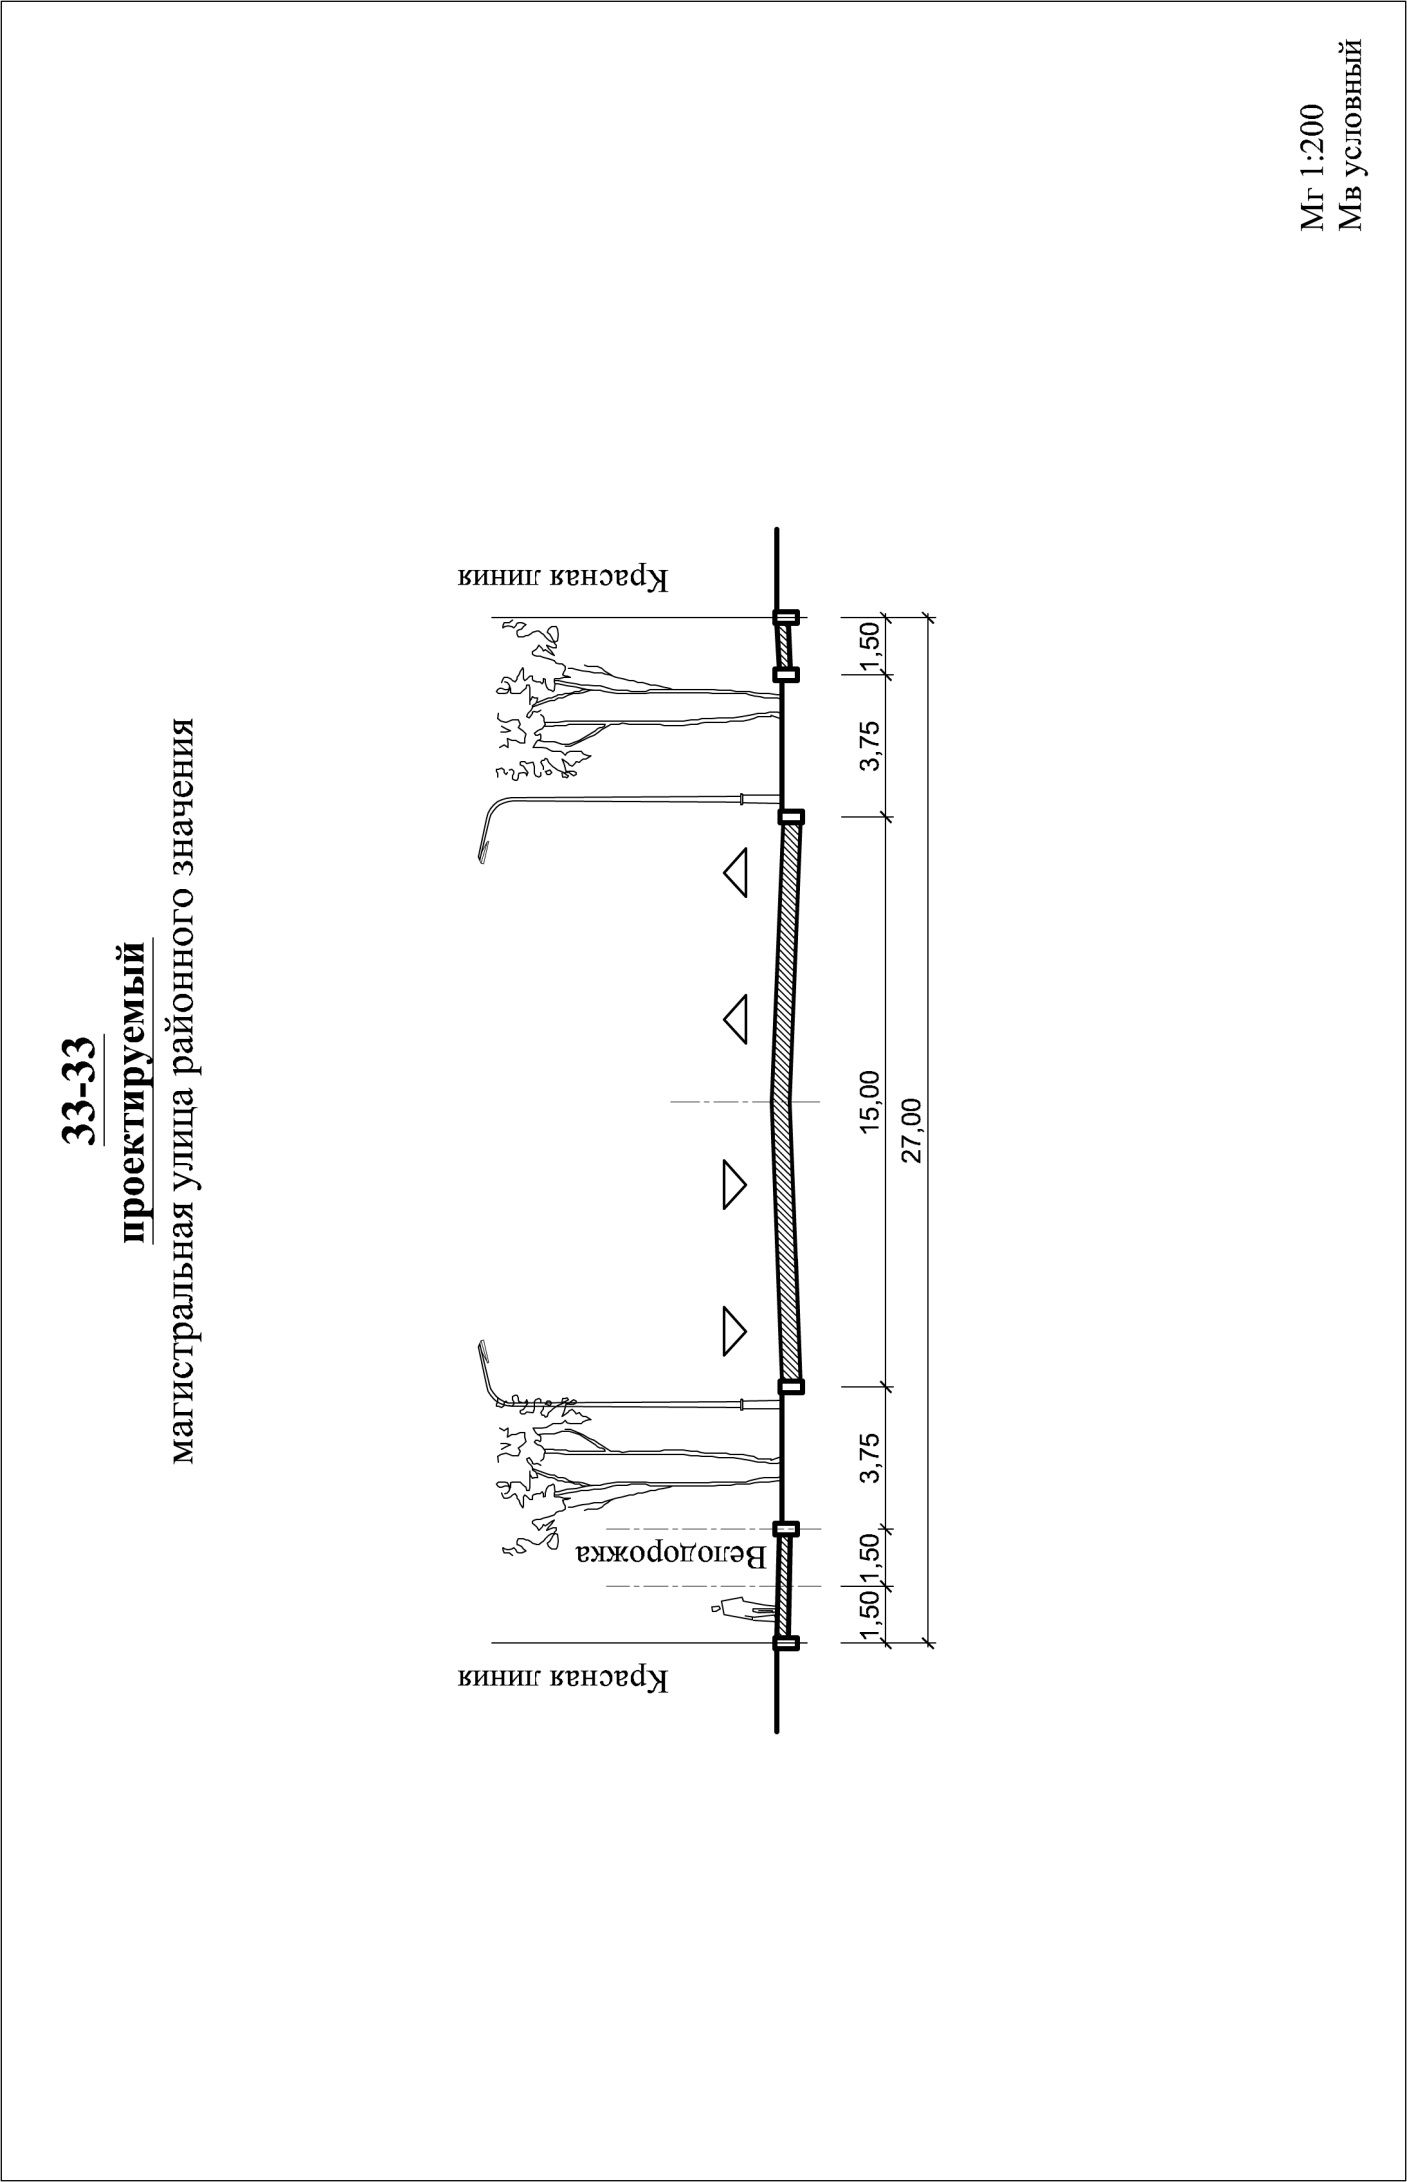 33-33
проектируемый
магистральная улица районного значения
Красная линия
Велодорожка
Красная линия
1,50
1,50
3,75
15,00
3,75
1,50
27,00
Мг 1:200
Мв условный